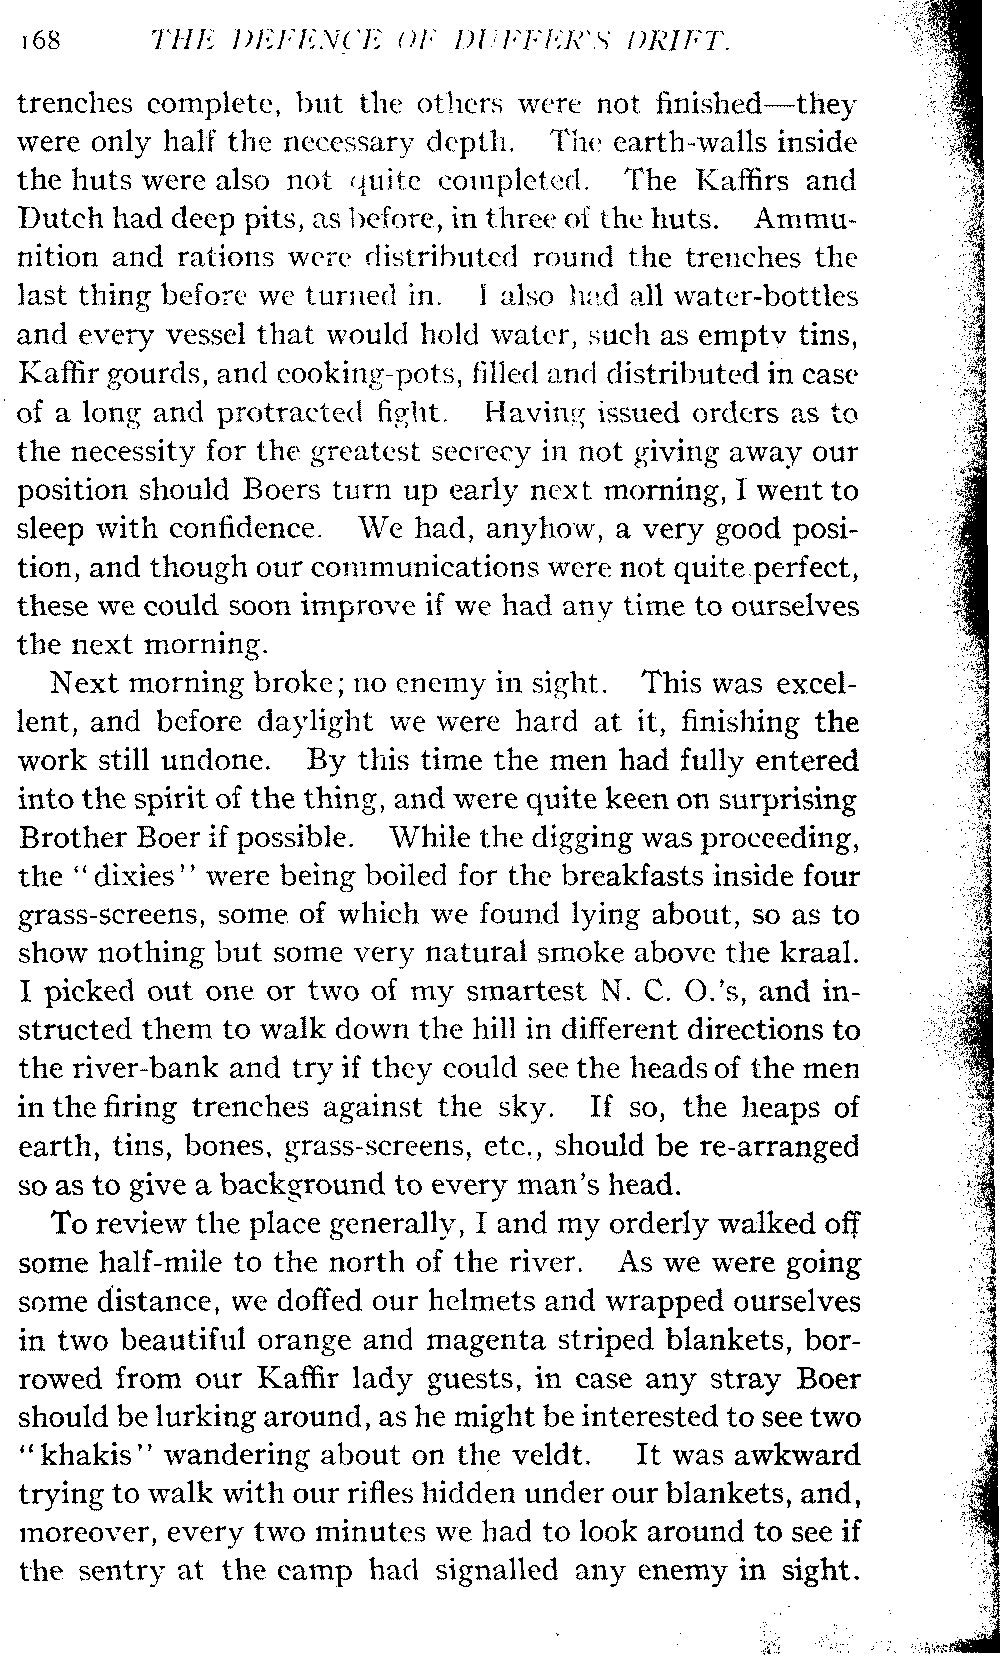 168 THE DEFENCE OF DUFFER'S DRIFT.
trenches complete, but the others were not finished—they
were only half the necessary depth. The earth-walls inside
the huts were also not quite completed. The Kaffirs and
Dutch had deep pits, as before, in three of the huts. Ammu-
nition and rations were distributed round the trenches the
last thing before we turned in. I also had all water-bottles
and every vessel that would hold water, such as empty tins,
Kaffir gourds, and cooking-pots, filled and distributed in case
of a long and protracted fight. Having issued orders as to
the necessity for the greatest secrecy in not giving away our
position should Boers turn up early next morning, I went to
sleep with confidence. We had, anyhow, a very good posi-
tion, and though our communications were not quite perfect,
these we could soon improve if we had any time to ourselves
the next morning.
Next morning broke; no enemy in sight. This was excel-
lent, and before daylight we were hard at it, finishing the
work still undone. By this time the men had fully entered
into the spirit of the thing, and were quite keen on surprising
Brother Boer if possible. While the digging was proceeding,
the "dixies" were being boiled for the breakfasts inside four
grass-screens, some of which we found lying about, so as to
show nothing but some very natural smoke above the kraal.
I picked out one or two of my smartest N. C. O.'s, and in-
structed them to walk down the hill in different directions to
the river-bank and try if they could see the heads of the men
in the firing trenches against the sky. If so, the heaps of
earth, tins, bones, grass-screens, etc., should be re-arranged
so as to give a background to every man's head.
To review the place generally, I and my orderly walked off
some half-mile to the north of the river. As we were going
some distance, we doffed our helmets and wrapped ourselves
in two beautiful orange and magenta striped blankets, bor-
rowed from our Kaffir lady guests, in case any stray Boer
should be lurking around, as he might be interested to see two
"khakis" wandering about on the veldt. It was awkward
trying to walk with our rifles hidden under our blankets, and,
moreover, every two minutes we had to look around to see if
the sentry at the camp had signalled any enemy in sight.